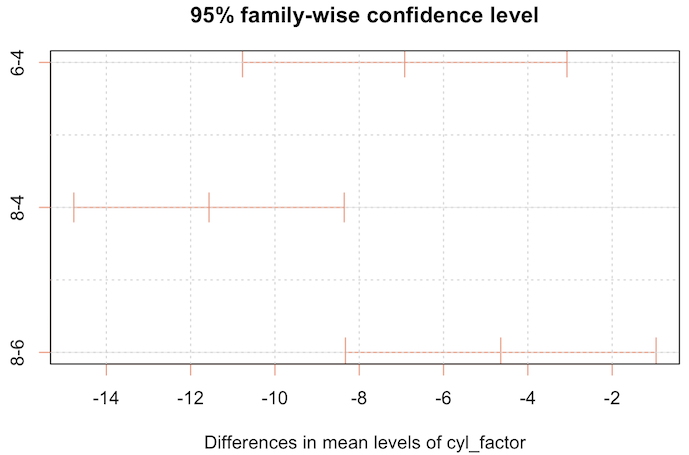 95% family-wise confidence level
6-4
8-4
8-6
-14 -12 -10 -8 -6 -4 -2
Differences in mean levels of cyl_factor